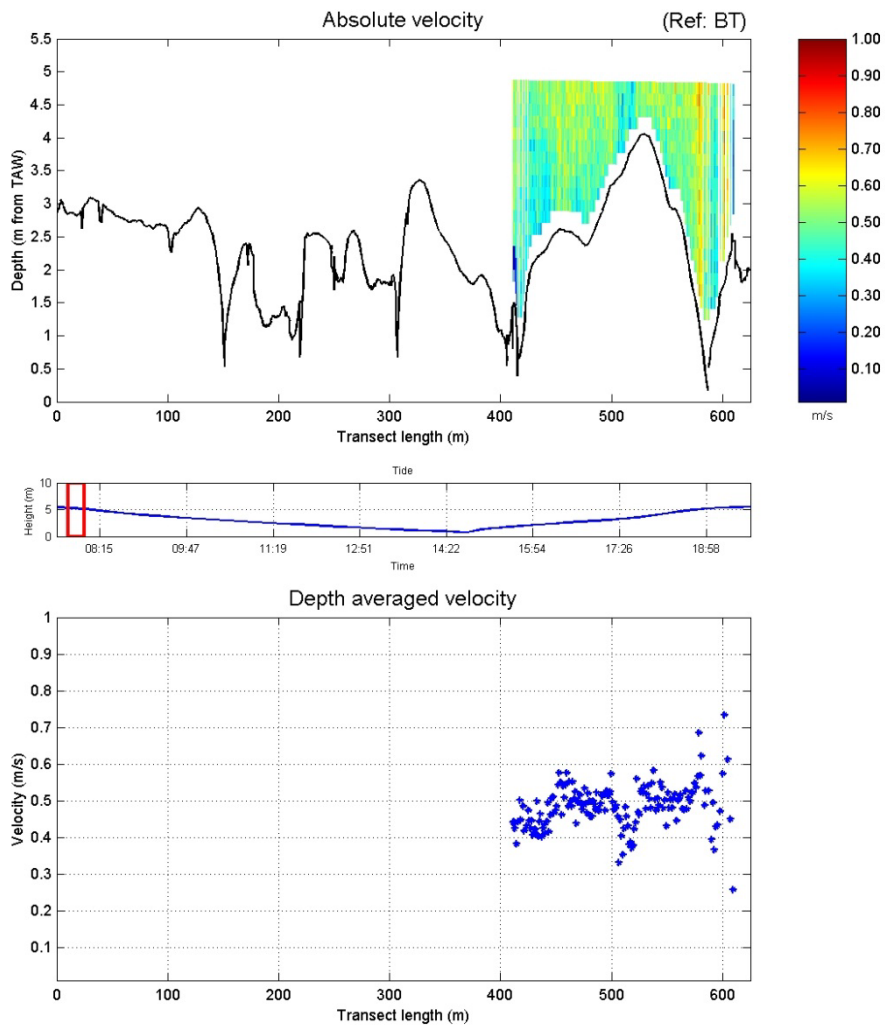 Absolute velocity (Ref: BT)
5.5
5
4.5
4
3.5
3
2.5
2
1.5
1
0.5
0
Depth (m from TAW)
0 100 200 300 400 500 600
Transect length (m)
1.00
0.90
0.80
0.70
0.60
0.50
0.40
0.30
0.20
0.10
m/s
Tide
10
5
0
Height (m)
08:15 09:47 11:19 12:51 14:22 15:54 17:26 18:58
Time
Depth averaged velocity
1
0.9
0.8
0.7
0.6
0.5
0.4
0.3
0.2
0.1
Velocity (m/s)
0 100 200 300 400 500 600
Transect length (m)